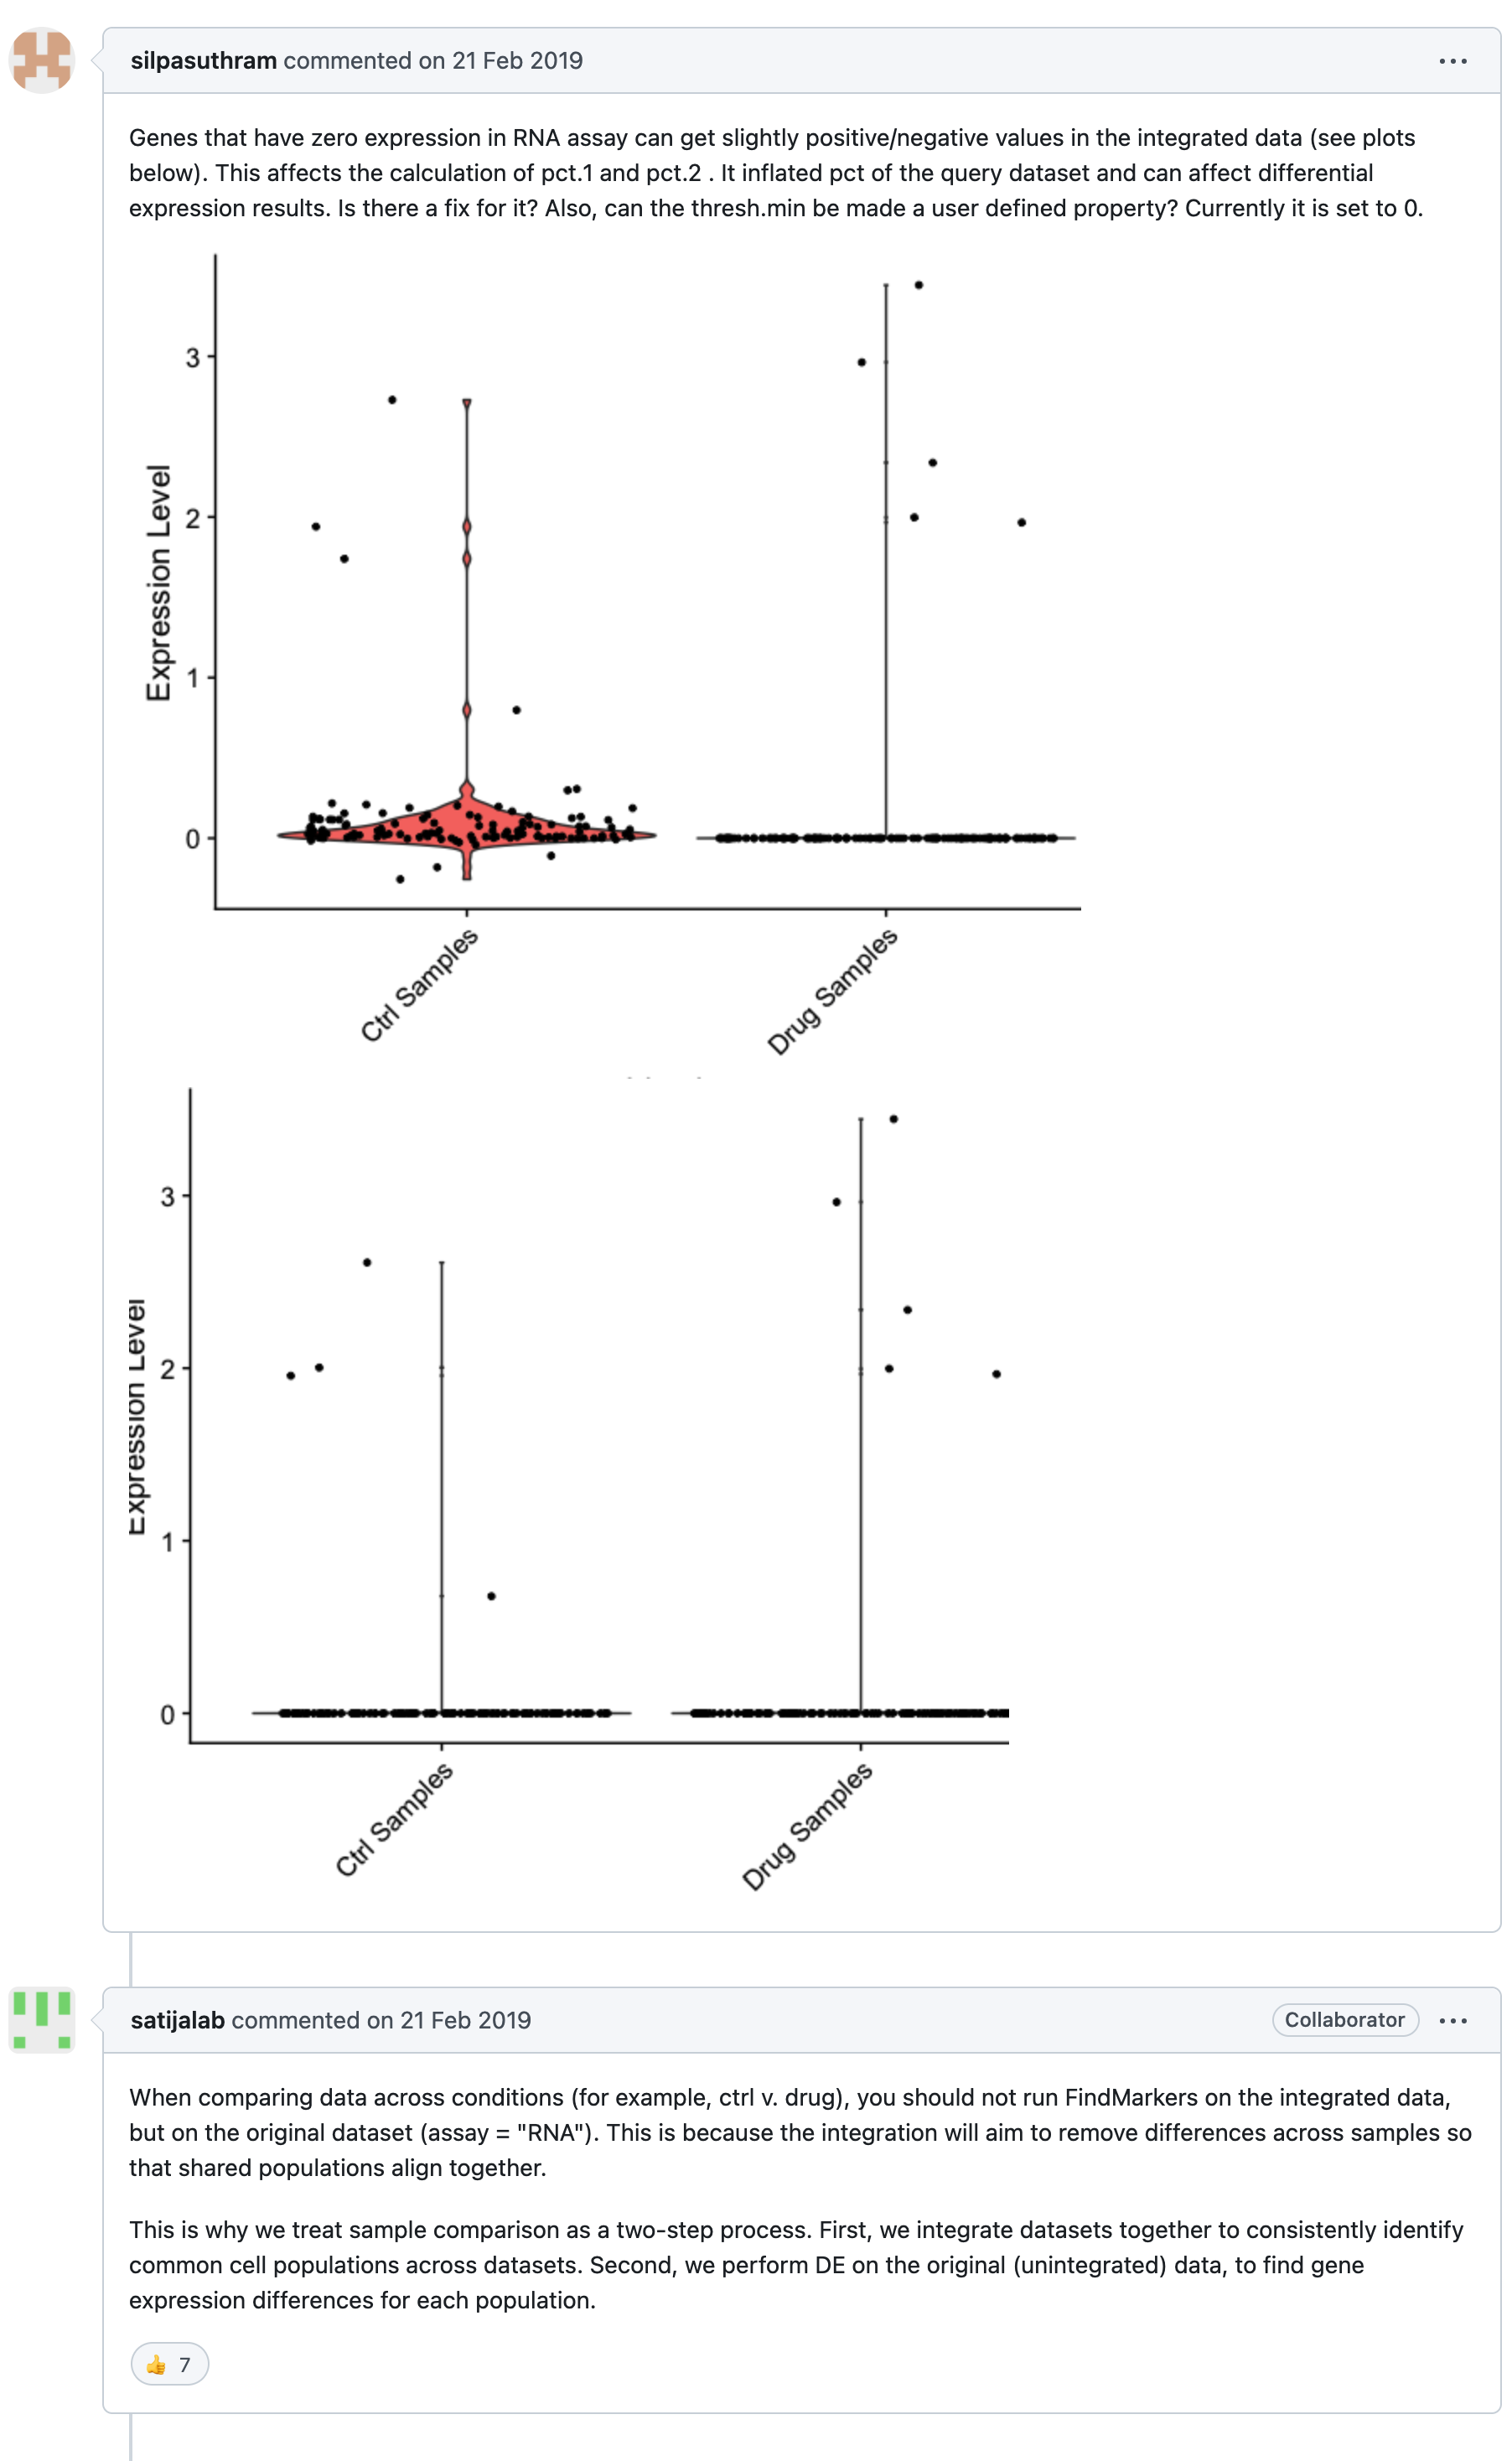 silpasuthram commented on 21 Feb 2019
Genes that have zero expression in RNA assay can get slightly positive/negative values in the integrated data (see plots
below). This affects the calculation of pct.1 and pct.2 . It inflated pct of the query dataset and can affect differential
expression results. Is there a fix for it? Also, can the thresh.min be made a user defined property? Currently it is set to 0.
Expression Level
3
2
1
0
Ctrl Samples
Drug Samples
Expression Level
3
2
1
0
Ctrl Samples
Drug Samples
satijalab commented on 21 Feb 2019
Collaborator
When comparing data across conditions (for example, ctrl v. drug), you should not run FindMarkers on the integrated data,
but on the original dataset (assay = "RNA"). This is because the integration will aim to remove differences across samples so
that shared populations align together.
This is why we treat sample comparison as a two-step process. First, we integrate datasets together to consistently identify
common cell populations across datasets. Second, we perform DE on the original (unintegrated) data, to find gene
expression differences for each population.
👍 7